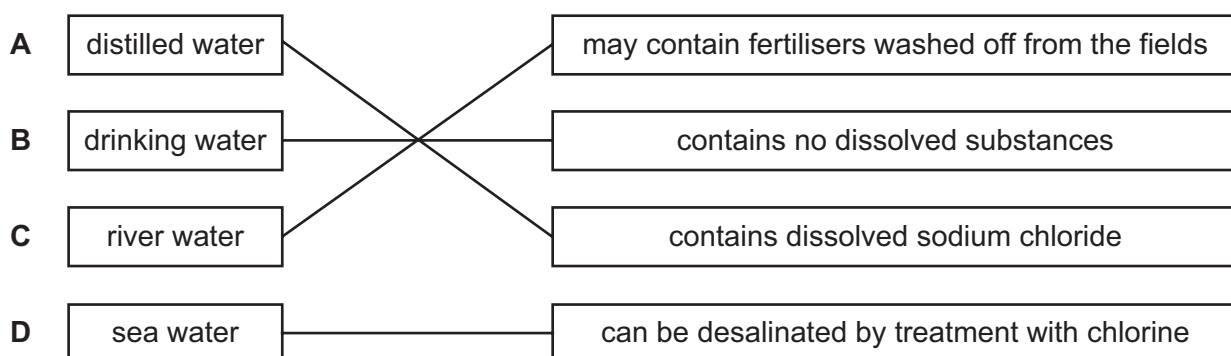 A distilled water may contain fertilisers washed off from the fields
B drinking water contains no dissolved substances
C river water contains dissolved sodium chloride
D sea water can be desalinated by treatment with chlorine